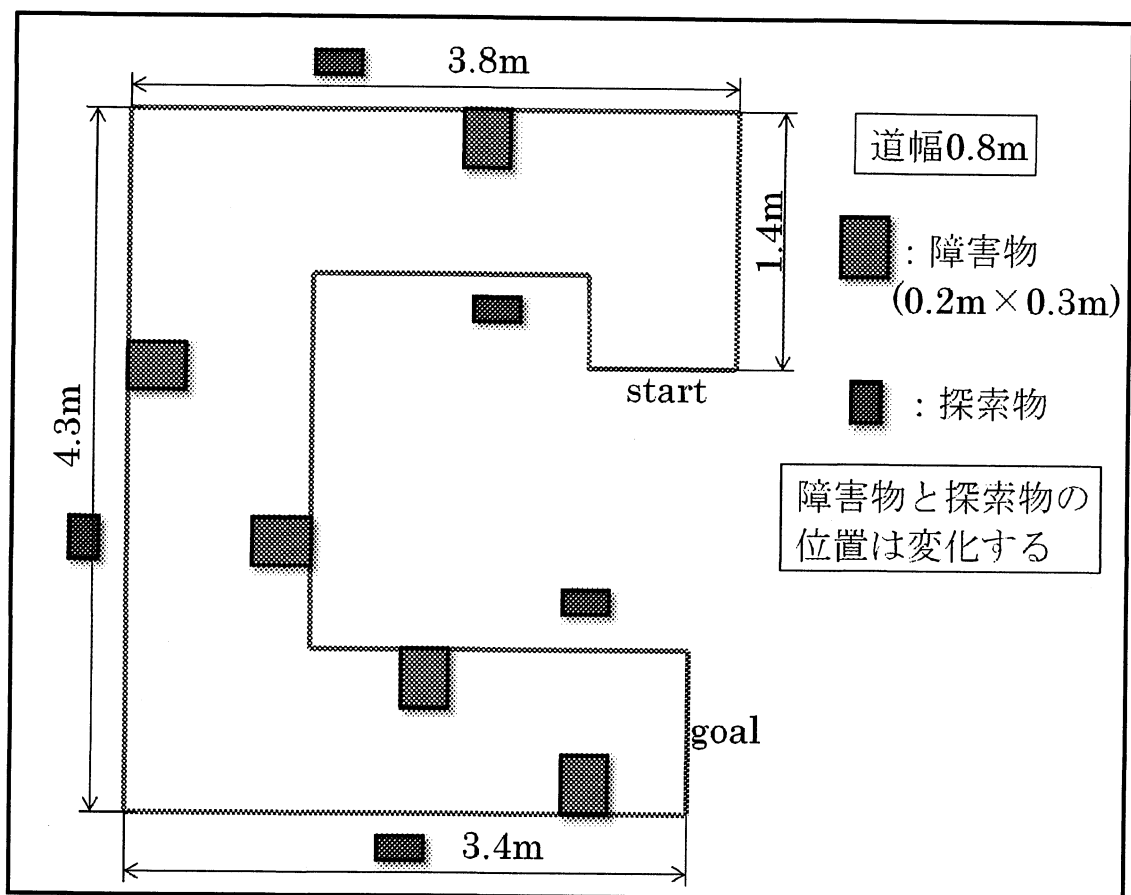 3.8m
道幅0.8m
1.4m
：障害物
(0.2m×0.3m)
start
4.3m
：探索物
障害物と探索物の
位置は変化する
goal
3.4m